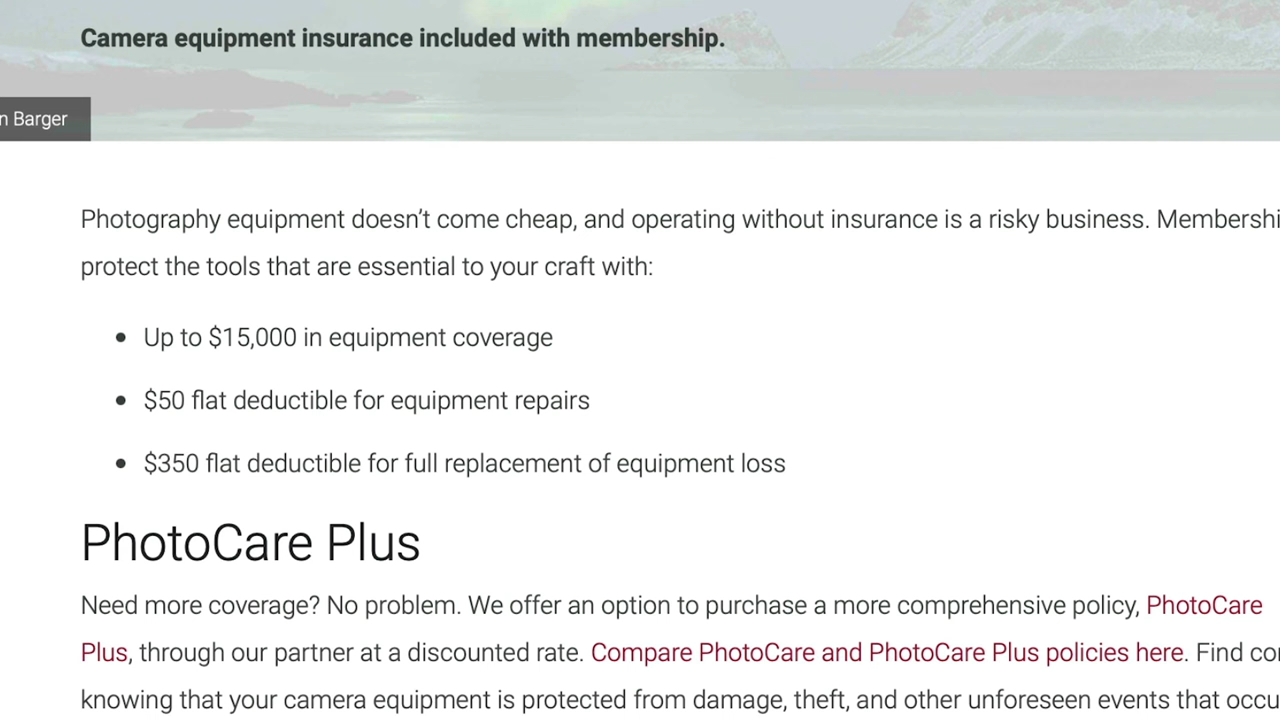 Camera equipment insurance included with membership.
n Barger
Photography equipment doesn’t come cheap, and operating without insurance is a risky business. Membershi
protect the tools that are essential to your craft with:
• Up to $15,000 in equipment coverage
• $50 flat deductible for equipment repairs
• $350 flat deductible for full replacement of equipment loss
PhotoCare Plus
Need more coverage? No problem. We offer an option to purchase a more comprehensive policy, PhotoCare
Plus, through our partner at a discounted rate. Compare PhotoCare and PhotoCare Plus policies here. Find co
knowing that your camera equipment is protected from damage, theft, and other unforeseen events that occu